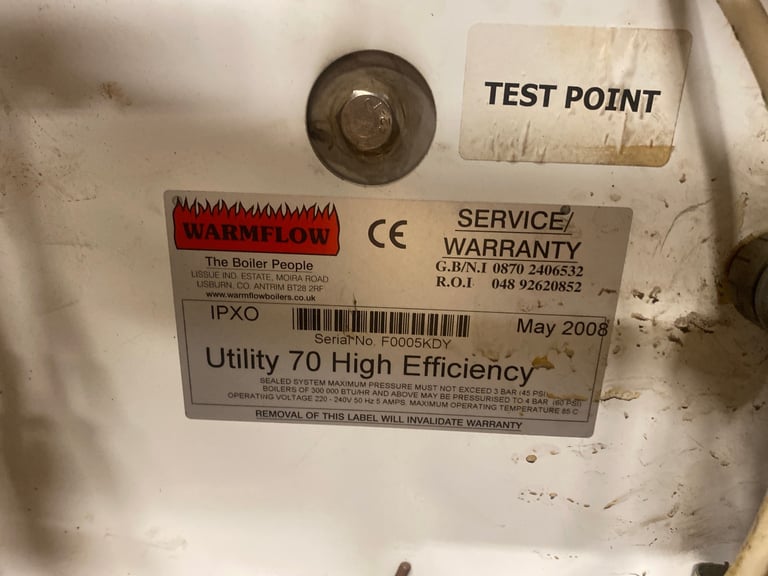 TEST POINT
WARMFLOW
The Boiler People
LISSUE IND. ESTATE, MOIRA ROAD
LISBURN, CO. ANTRIM BT28 2RF
www.warmflowboilers.co.uk
CE
SERVICE/
WARRANTY
G.B/N.I 0870 2406532
R.O.I 048 92620852
IPXO
May 2008
Serial No. F0005KDY
Utility 70 High Efficiency
SEALED SYSTEM MAXIMUM PRESSURE MUST NOT EXCEED 3 BAR (45 PSI)
BOILERS OF 300 000 BTU/HR AND ABOVE MAY BE PRESSURISED TO 4 BAR (60 PSI)
OPERATING VOLTAGE 220 - 240V 50 Hz 5 AMPS. MAXIMUM OPERATING TEMPERATURE 85 C
REMOVAL OF THIS LABEL WILL INVALIDATE WARRANTY